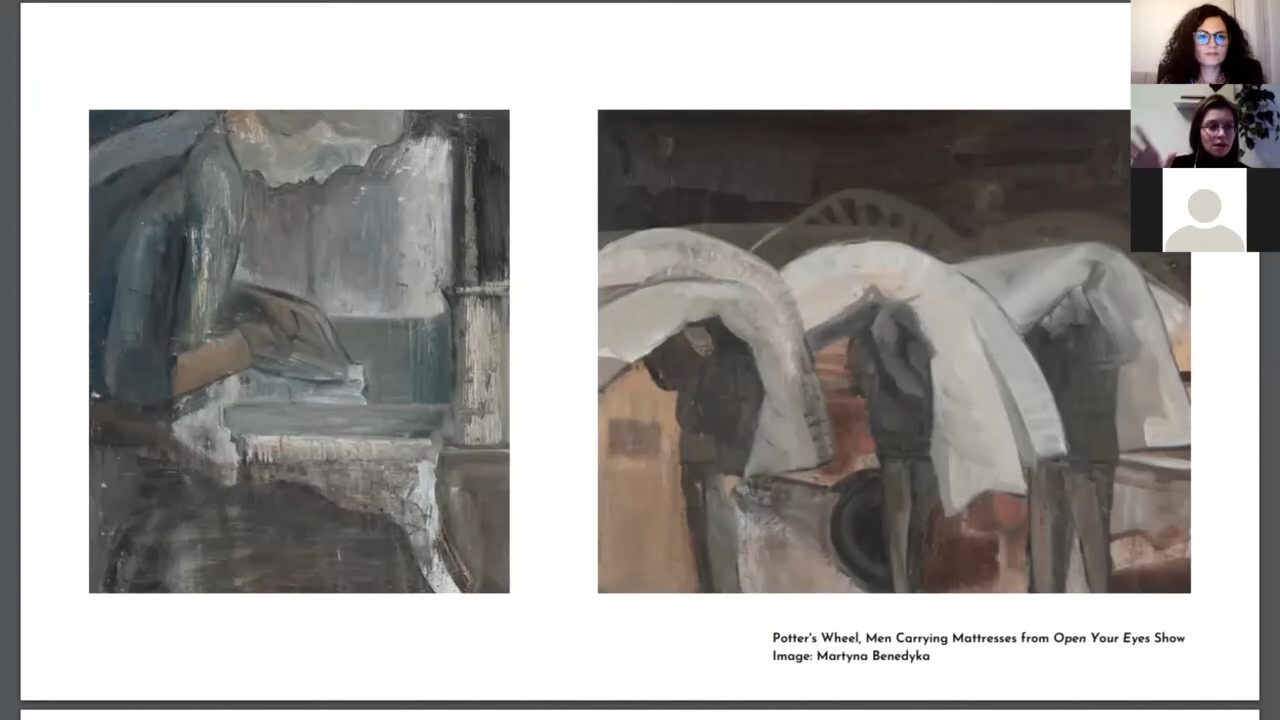 Potter's Wheel, Men Carrying Mattresses from Open Your Eyes Show
Image: Martyna Benedyka